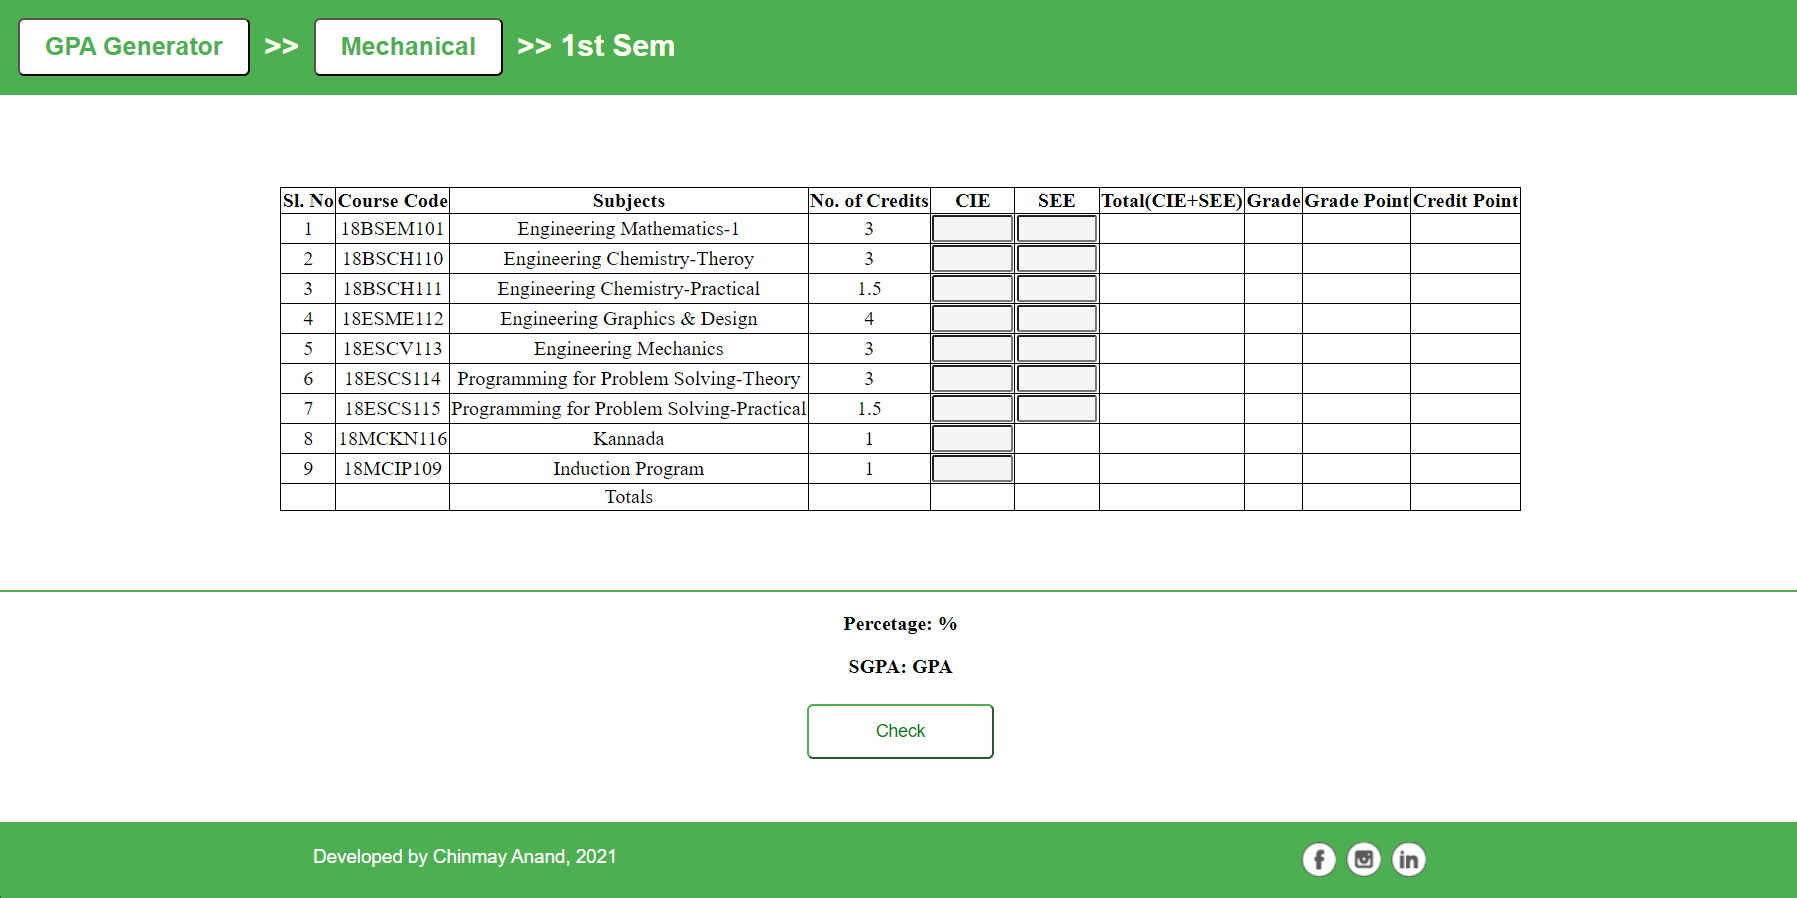 GPA Generator >> Mechanical >> 1st Sem
Sl. No Course Code Subjects No. of Credits CIE SEE Total(CIE+SEE) Grade Grade Point Credit Point
1 18BSEM101 Engineering Mathematics-1 3
2 18BSCH110 Engineering Chemistry-Theroy 3
3 18BSCH111 Engineering Chemistry-Practical 1.5
4 18ESME112 Engineering Graphics & Design 4
5 18ESCV113 Engineering Mechanics 3
6 18ESCS114 Programming for Problem Solving-Theory 3
7 18ESCS115 Programming for Problem Solving-Practical 1.5
8 18MCKN116 Kannada 1
9 18MCIP109 Induction Program 1
Totals
Percetage: %
SGPA: GPA
Check
Developed by Chinmay Anand, 2021